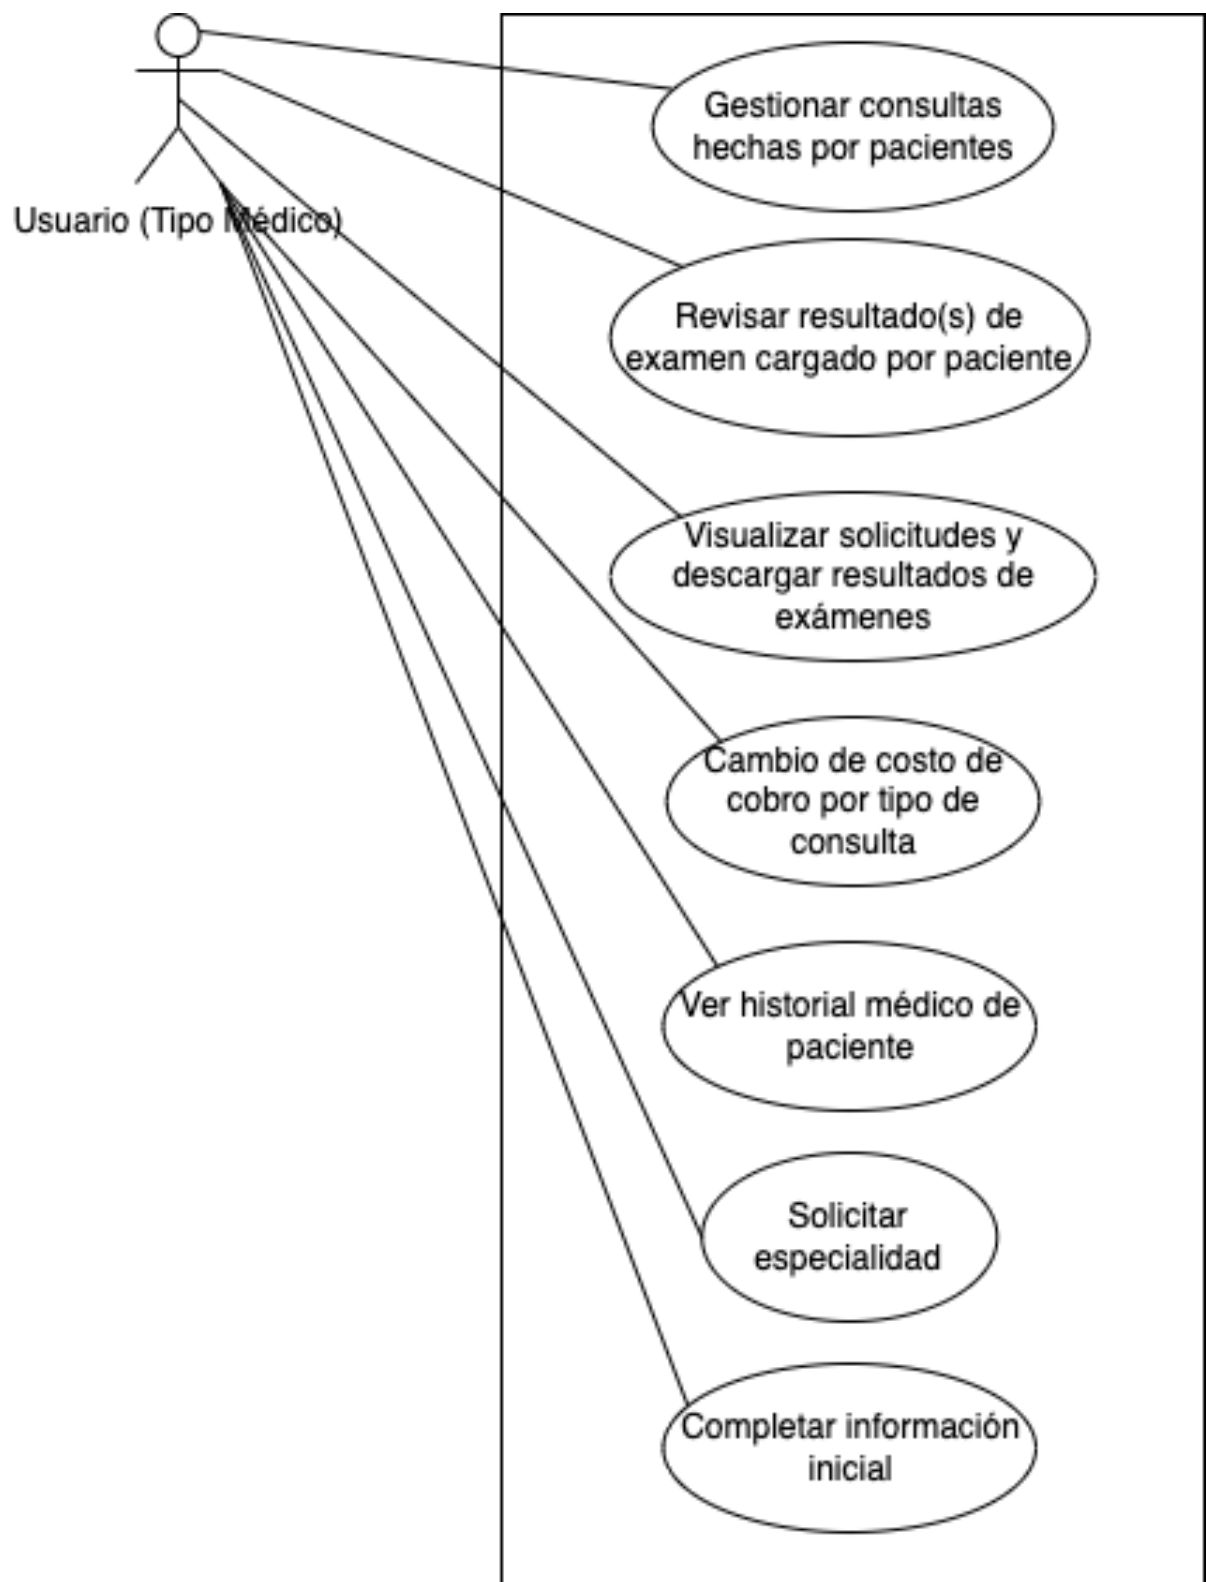 Usuario (Tipo Médico)
Gestionar consultas
hechas por pacientes
Revisar resultado(s) de
examen cargado por paciente
Visualizar solicitudes y
descargar resultados de
exámenes
Cambio de costo de
cobro por tipo de
consulta
Ver historial médico de
paciente
Solicitar
especialidad
Completar información
inicial